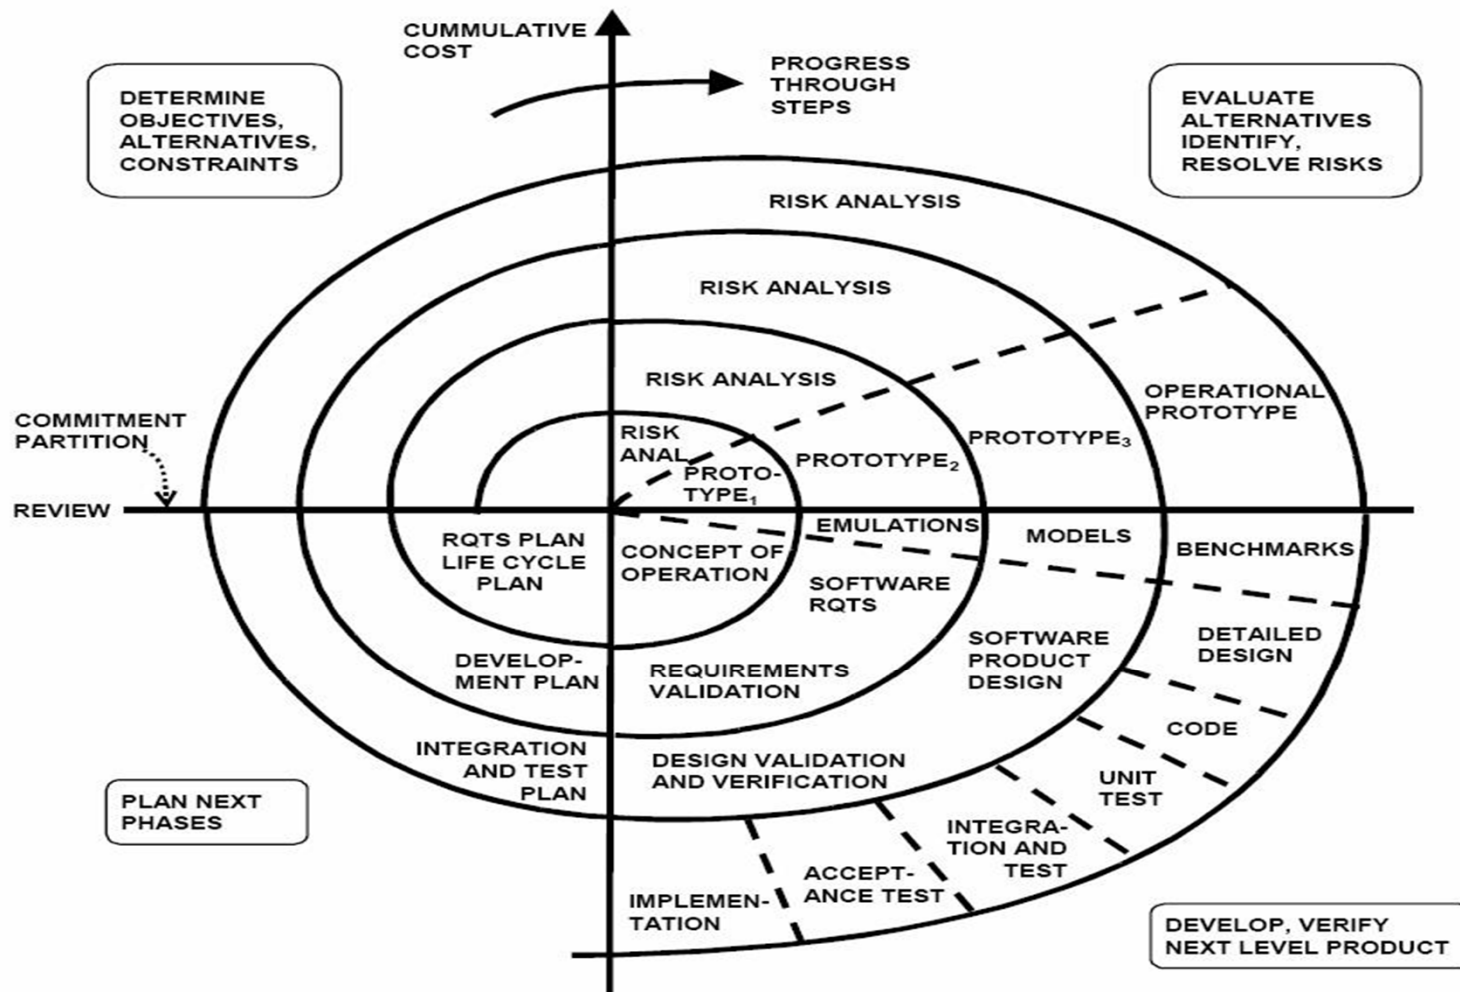 CUMMULATIVE
COST
PROGRESS
THROUGH
STEPS
DETERMINE
OBJECTIVES,
ALTERNATIVES,
CONSTRAINTS
EVALUATE
ALTERNATIVES
IDENTIFY,
RESOLVE RISKS
RISK ANALYSIS
RISK ANALYSIS
RISK ANALYSIS
RISK
ANAL.
OPERATIONAL
PROTOTYPE
PROTOTYPE₃
PROTOTYPE₂
PROTO-
TYPE₁
COMMITMENT
PARTITION
REVIEW
EMULATIONS
MODELS
BENCHMARKS
RQTS PLAN
LIFE CYCLE
PLAN
CONCEPT OF
OPERATION
SOFTWARE
RQTS
SOFTWARE
PRODUCT
DESIGN
DETAILED
DESIGN
DEVELOP-
MENT PLAN
REQUIREMENTS
VALIDATION
CODE
INTEGRATION
AND TEST
PLAN
DESIGN VALIDATION
AND VERIFICATION
UNIT
TEST
PLAN NEXT
PHASES
INTEGRA-
TION AND
TEST
ACCEPT-
ANCE TEST
IMPLEMEN-
TATION
DEVELOP, VERIFY
NEXT LEVEL PRODUCT